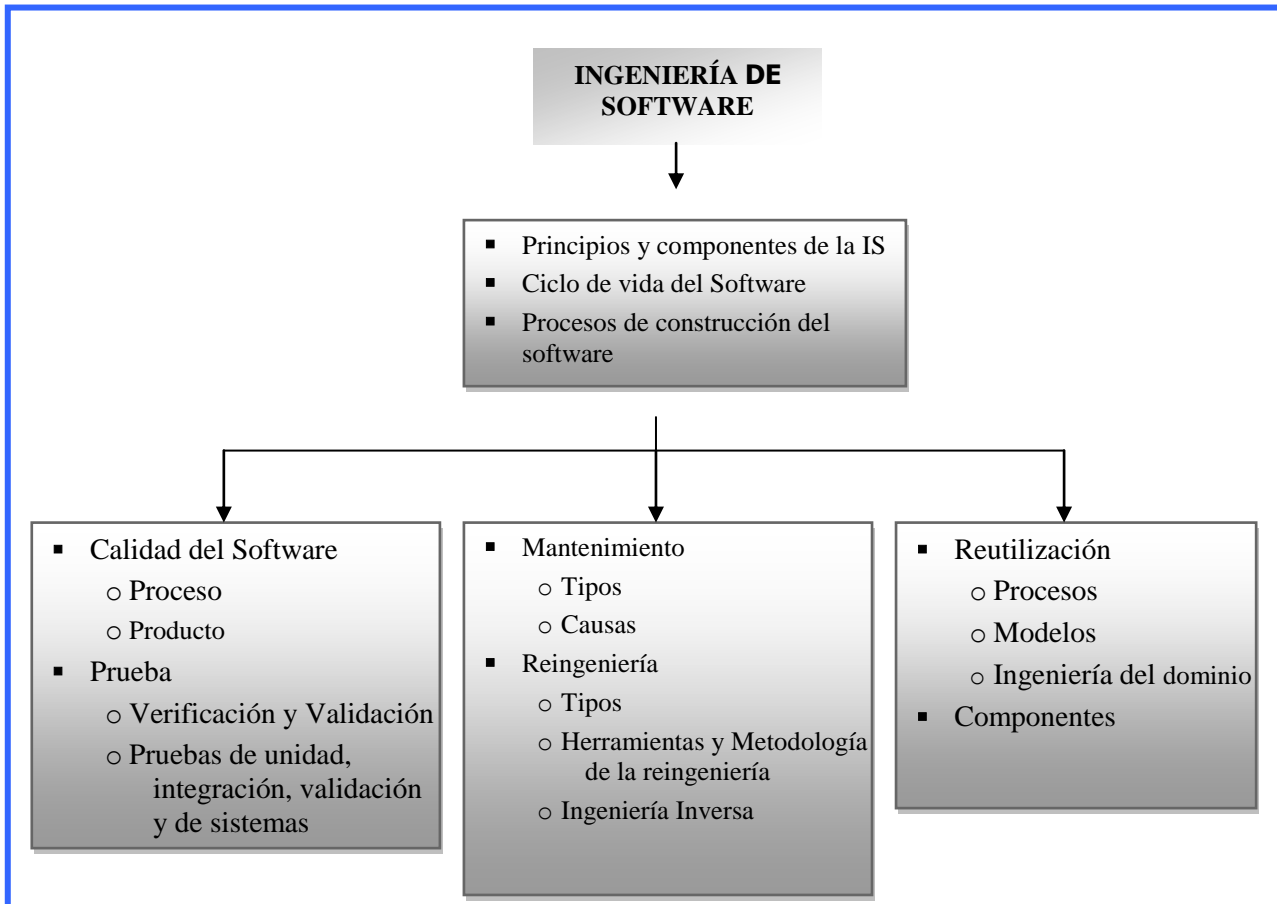 INGENIERÍA DE
SOFTWARE
▪ Principios y componentes de la IS
▪ Ciclo de vida del Software
▪ Procesos de construcción del
software
▪ Calidad del Software
o Proceso
o Producto
▪ Prueba
o Verificación y Validación
o Pruebas de unidad,
integración, validación
y de sistemas
▪ Mantenimiento
o Tipos
o Causas
▪ Reingeniería
o Tipos
o Herramientas y Metodología
de la reingeniería
o Ingeniería Inversa
▪ Reutilización
o Procesos
o Modelos
o Ingeniería del dominio
▪ Componentes